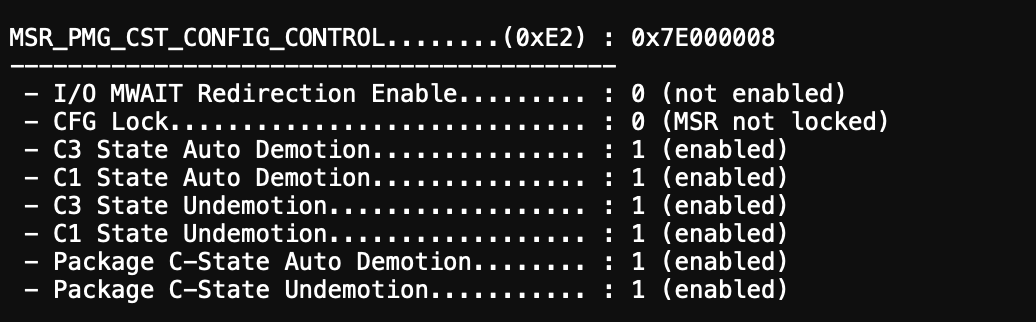 MSR_PMG_CST_CONFIG_CONTROL........(0xE2) : 0x7E000008
------------------------------------------
- I/O MWAIT Redirection Enable......... : 0 (not enabled)
- CFG Lock............................. : 0 (MSR not locked)
- C3 State Auto Demotion............... : 1 (enabled)
- C1 State Auto Demotion............... : 1 (enabled)
- C3 State Undemotion.................. : 1 (enabled)
- C1 State Undemotion.................. : 1 (enabled)
- Package C-State Auto Demotion........ : 1 (enabled)
- Package C-State Undemotion........... : 1 (enabled)